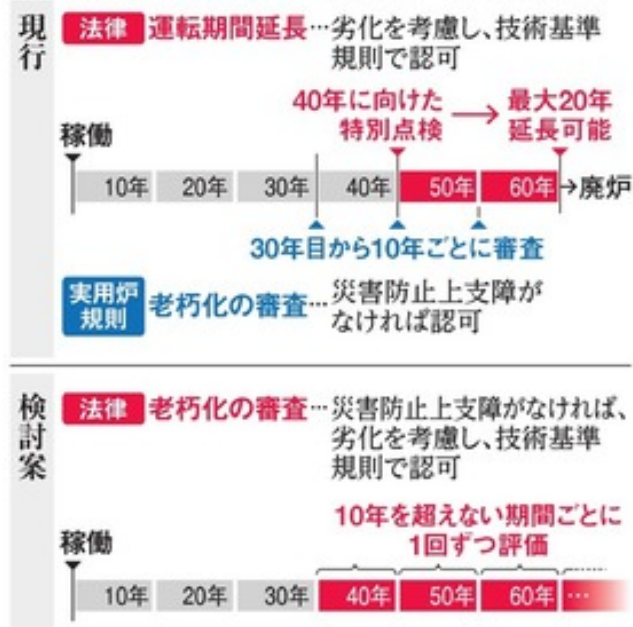 現行
法律 運転期間延長…劣化を考慮し、技術基準
規則で認可
40年に向けた
特別点検
最大20年
延長可能
稼働
10年 20年 30年 40年 50年 60年 →廃炉
30年目から10年ごとに審査
実用炉
規則
老朽化の審査…災害防止上支障が
なければ認可
検討案
法律 老朽化の審査…災害防止上支障がなければ、
劣化を考慮し、技術基準
規則で認可
10年を超えない期間ごとに
1回ずつ評価
稼働
10年 20年 30年 40年 50年 60年 …